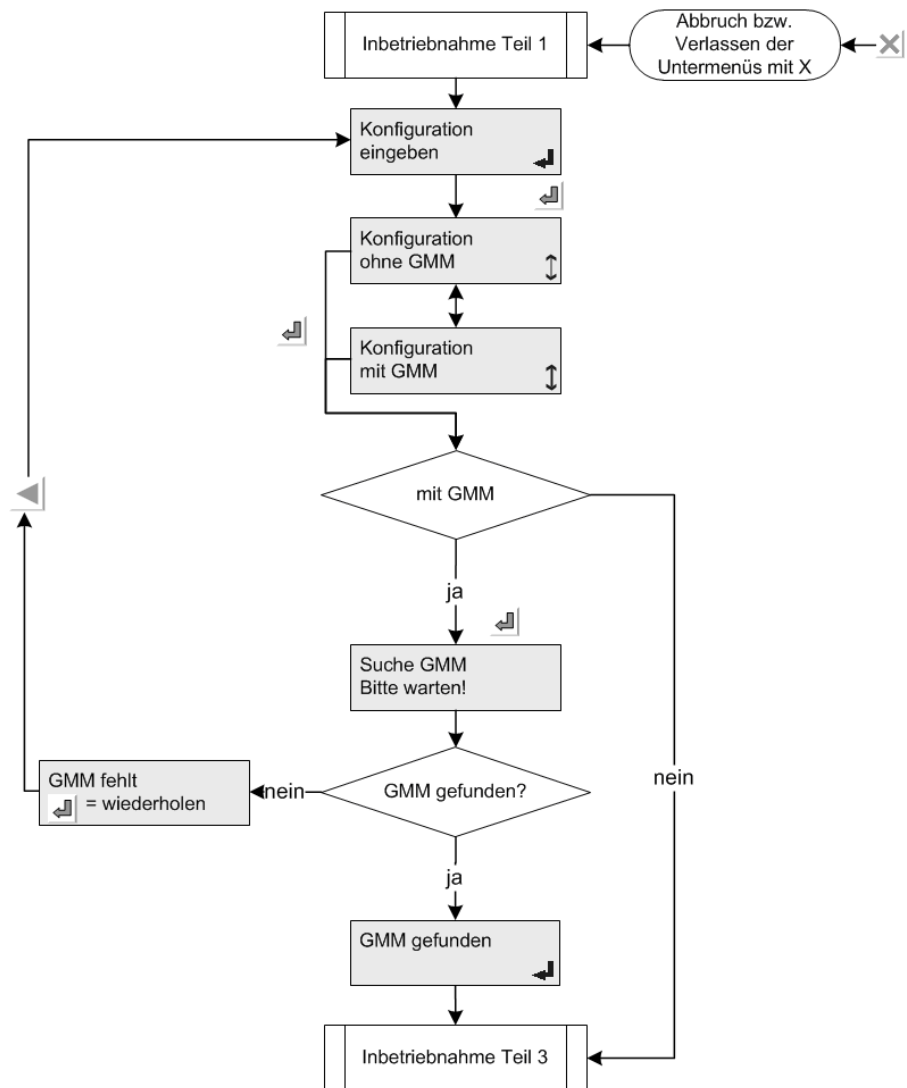 Inbetriebnahme Teil 1
Abbruch bzw.
Verlassen der
Untermenüs mit X
Konfiguration
eingeben
Konfiguration
ohne GMM
Konfiguration
mit GMM
mit GMM
ja
nein
Suche GMM
Bitte warten!
GMM gefunden?
nein
GMM fehlt
= wiederholen
ja
GMM gefunden
Inbetriebnahme Teil 3